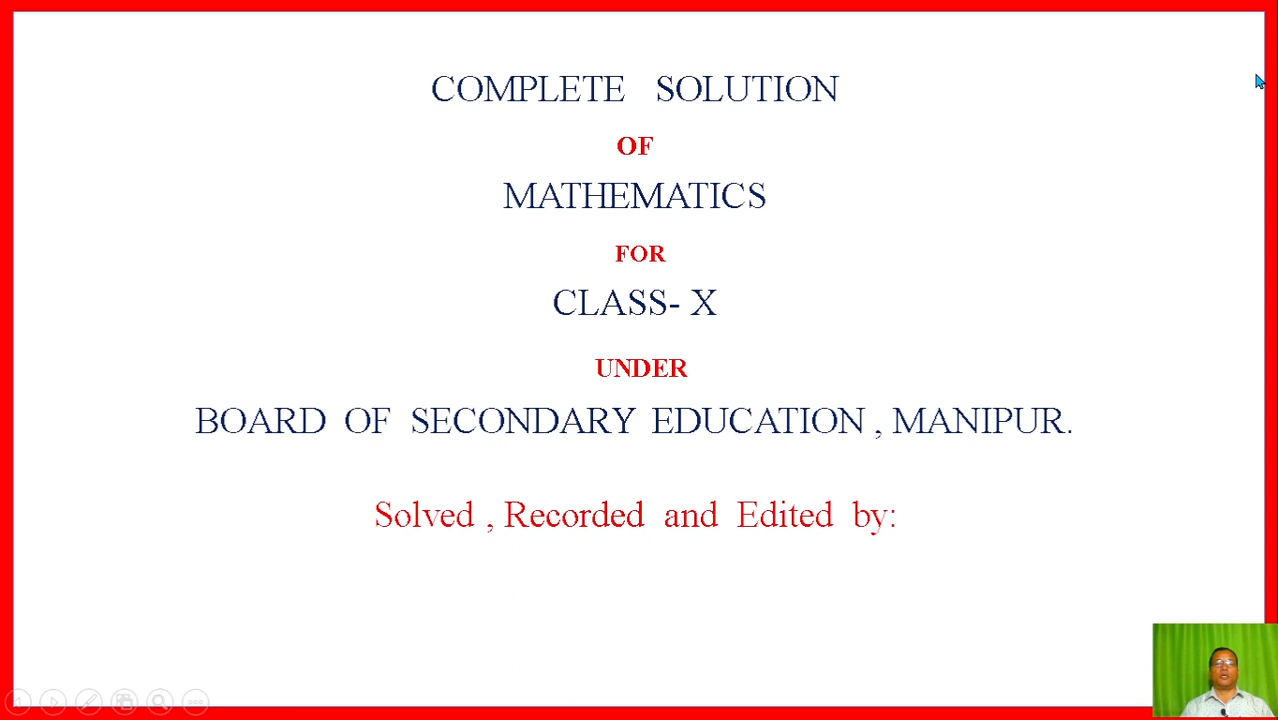 COMPLETE SOLUTION
OF
MATHEMATICS
FOR
CLASS- X
UNDER
BOARD OF SECONDARY EDUCATION , MANIPUR.
Solved , Recorded and Edited by: